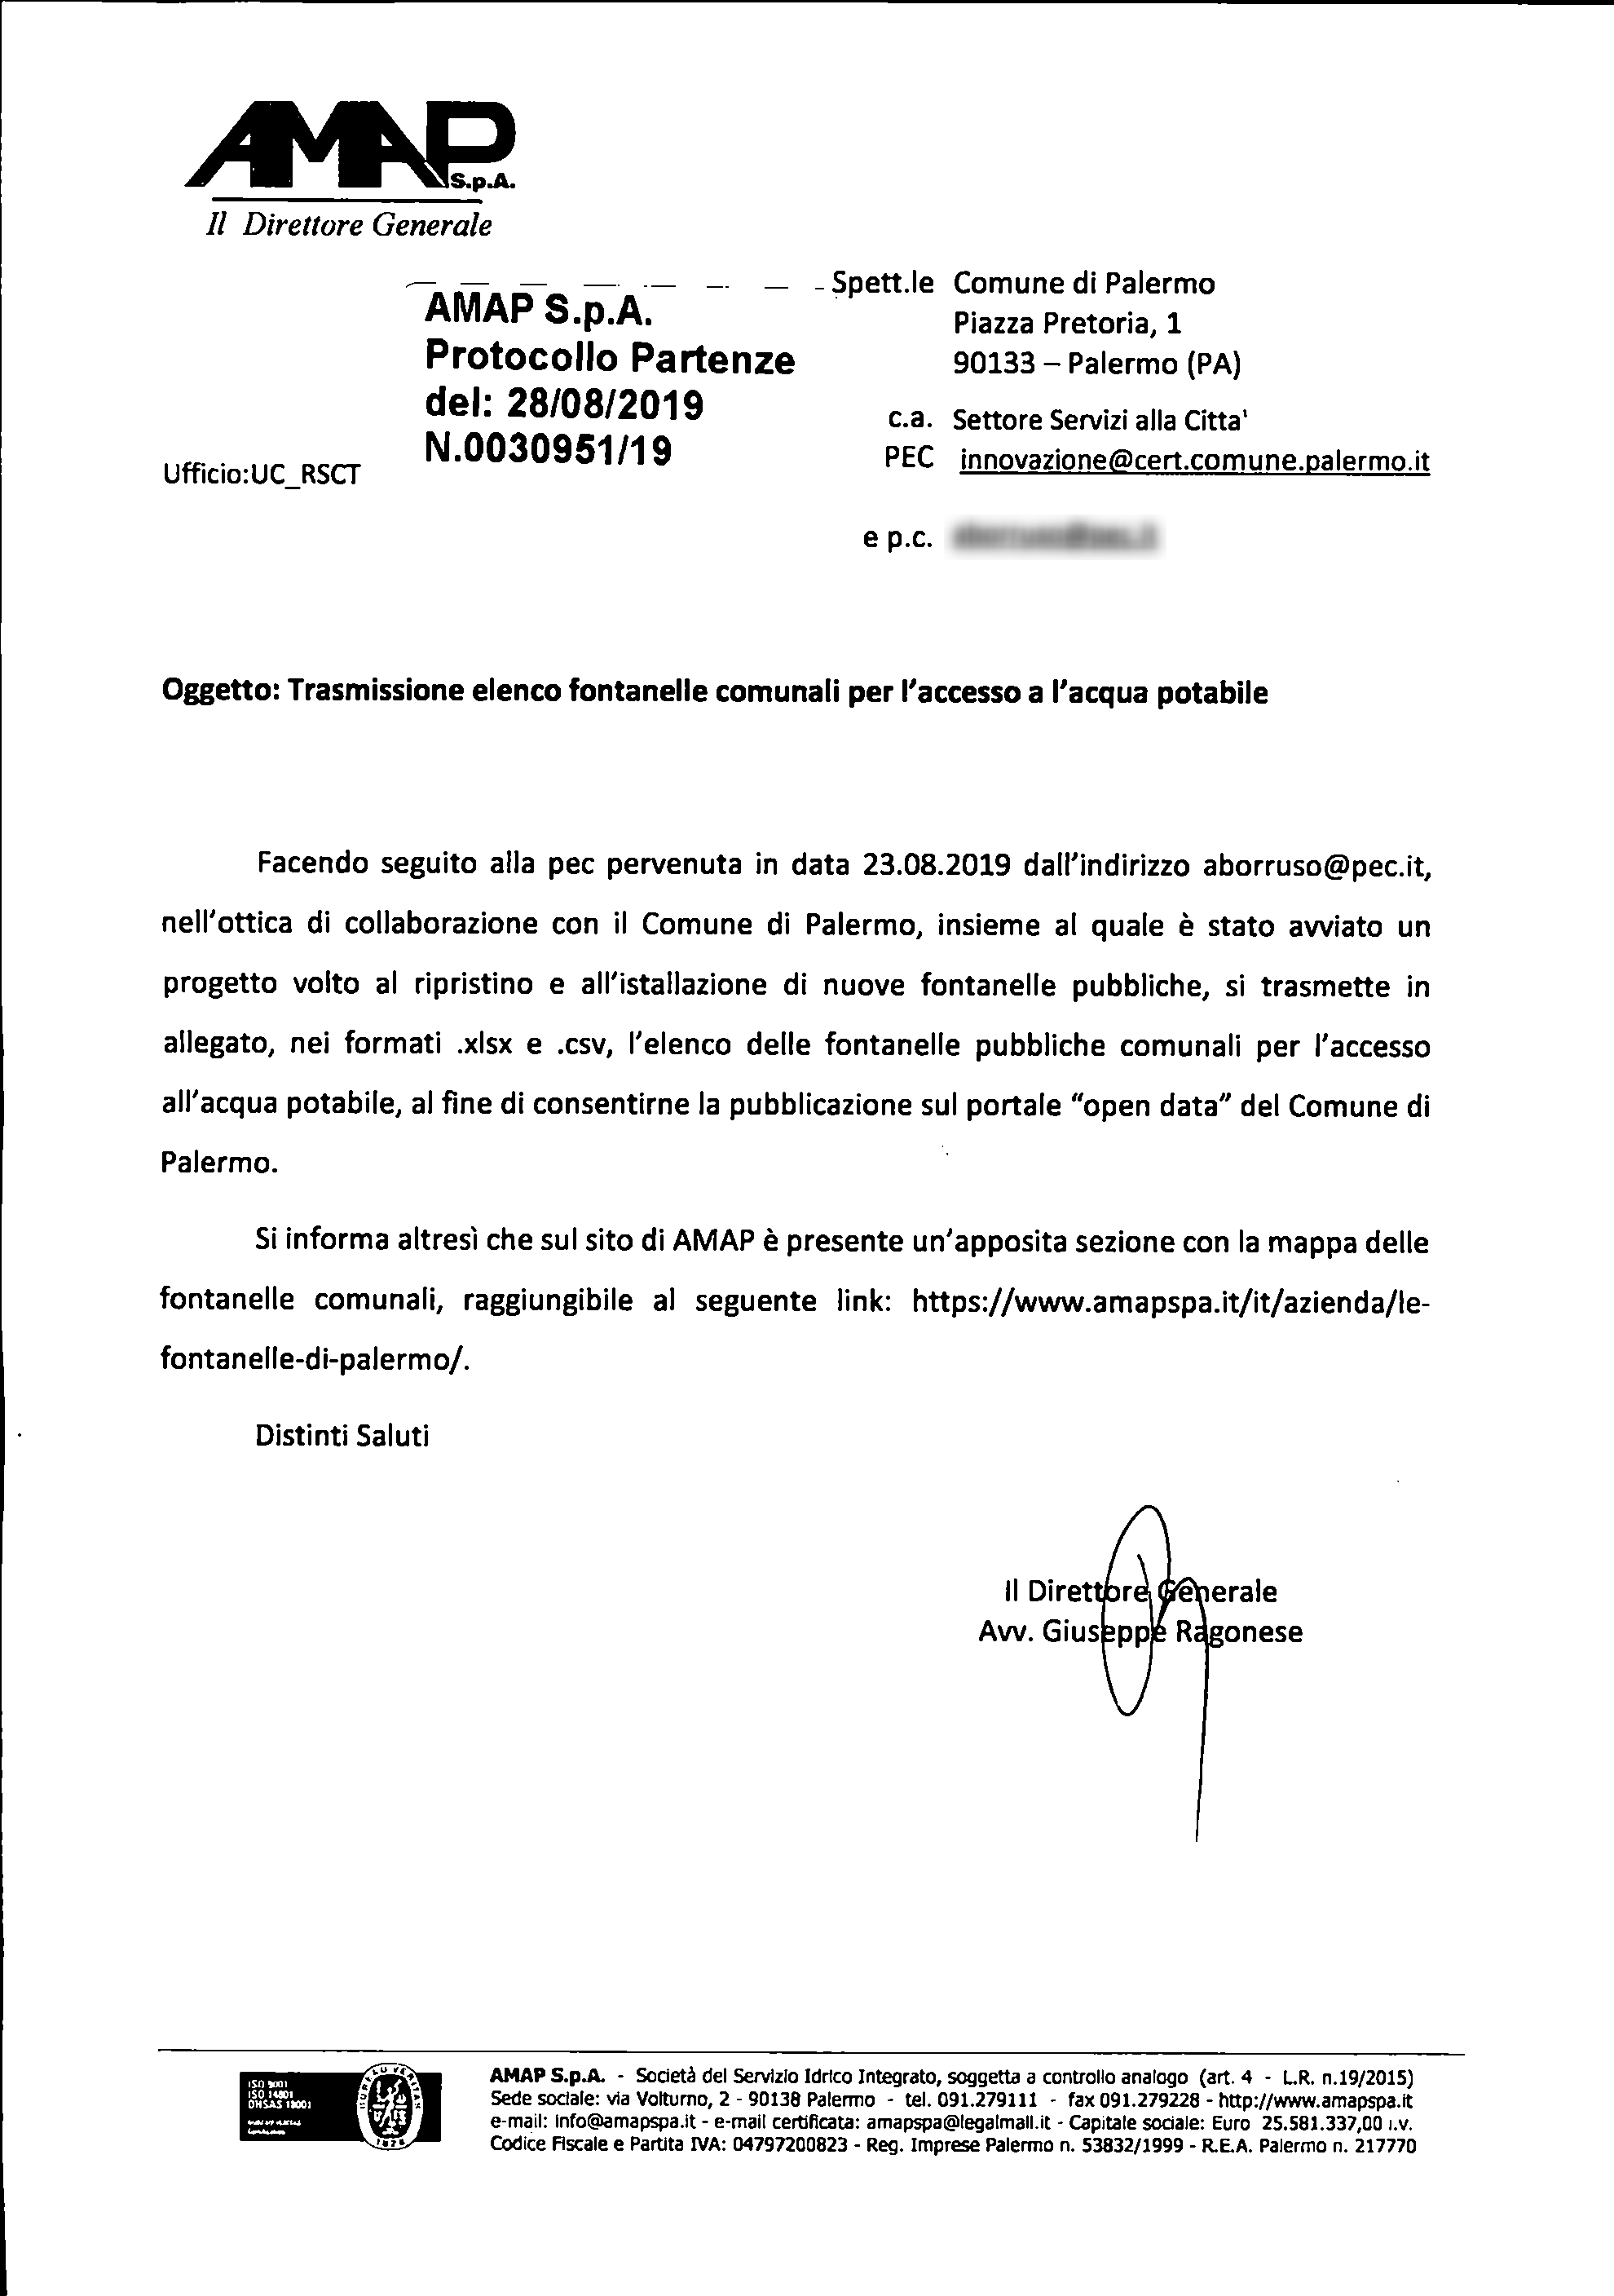 AMAP
S.p.A.
Il Direttore Generale
AMAP S.p.A.
Protocollo Partenze
del: 28/08/2019
N.0030951/19
Ufficio:UC_RSCT
Spett.le Comune di Palermo
Piazza Pretoria, 1
90133 – Palermo (PA)
c.a. Settore Servizi alla Citta'
PEC innovazione@cert.comune.palermo.it
e p.c.
Oggetto: Trasmissione elenco fontanelle comunali per l'accesso a l'acqua potabile
Facendo seguito alla pec pervenuta in data 23.08.2019 dall'indirizzo aborruso@pec.it,
nell'ottica di collaborazione con il Comune di Palermo, insieme al quale è stato avviato un
progetto volto al ripristino e all'istallazione di nuove fontanelle pubbliche, si trasmette in
allegato, nei formati .xlsx e .csv, l'elenco delle fontanelle pubbliche comunali per l'accesso
all'acqua potabile, al fine di consentirne la pubblicazione sul portale "open data" del Comune di
Palermo.
Si informa altresì che sul sito di AMAP è presente un'apposita sezione con la mappa delle
fontanelle comunali, raggiungibile al seguente link: https://www.amapspa.it/it/azienda/le-
fontanelle-di-palermo/.
Distinti Saluti
Il Direttore Generale
Avv. Giuseppe Ragonese
ISO 9001
ISO 14001
OHSAS 18001
BUREAU VERITAS
Certification
1828
AMAP S.p.A. - Società del Servizio Idrico Integrato, soggetta a controllo analogo (art. 4 - L.R. n.19/2015)
Sede sociale: via Volturno, 2 - 90138 Palermo - tel. 091.279111 - fax 091.279228 - http://www.amapspa.it
e-mail: info@amapspa.it - e-mail certificata: amapspa@legalmail.it - Capitale sociale: Euro 25.581.337,00 i.v.
Codice Fiscale e Partita IVA: 04797200823 - Reg. Imprese Palermo n. 53832/1999 - R.E.A. Palermo n. 217770